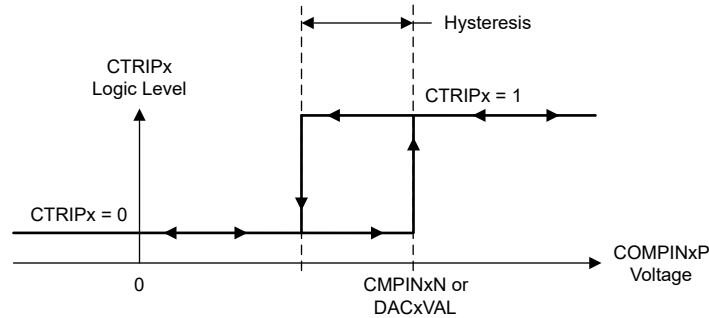 Hysteresis
CTRIPx
Logic Level
CTRIPx = 1
CTRIPx = 0
COMPINxP
Voltage
0
CMPINxN or
DACxVAL